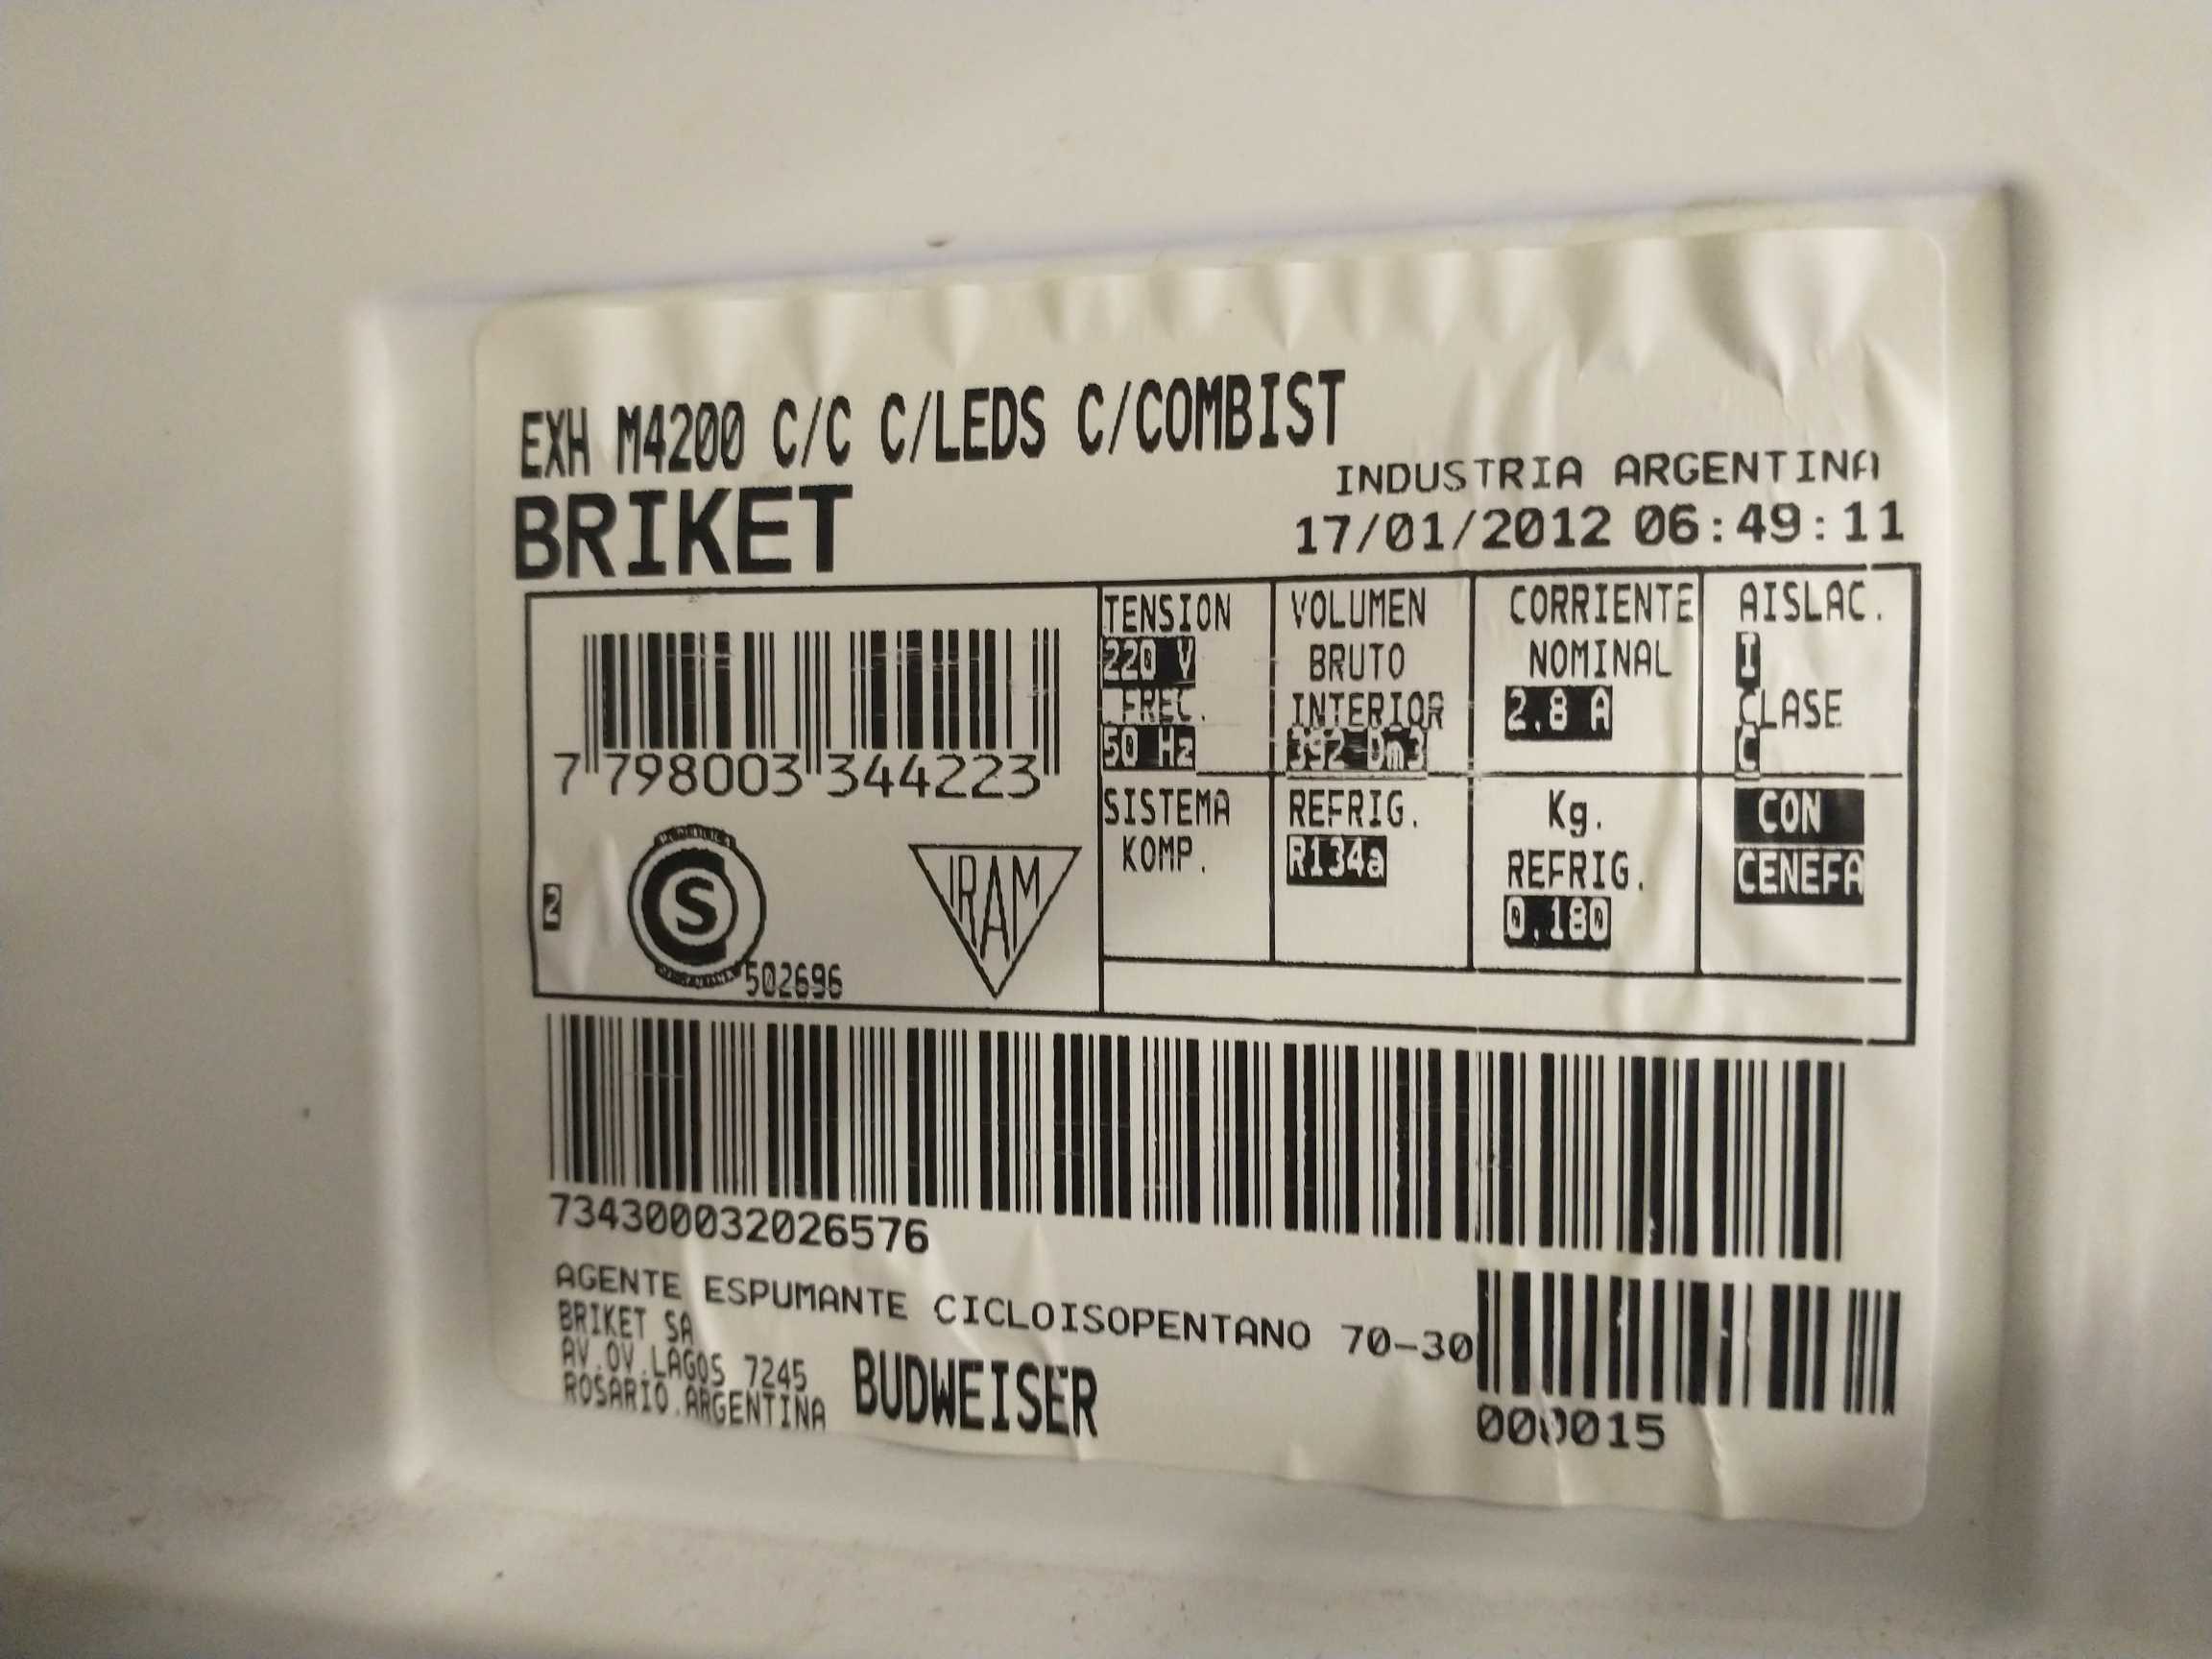 EXH M4200 C/C C/LEDS C/COMBIST
BRIKET
INDUSTRIA ARGENTINA
17/01/2012 06:49:11
7 798003 344223
2
S
502696
IRAM
TENSION
220 V
FREC.
50 Hz
VOLUMEN
BRUTO
INTERIOR
392 Dm3
CORRIENTE
NOMINAL
2.8 A
AISLAC.
I
CLASE
C
SISTEMA
KOMP.
REFRIG.
R134a
Kg.
REFRIG.
0.180
CON
CENEFA
734300032026576
AGENTE ESPUMANTE CICLOISOPENTANO 70-30
BRIKET SA
AV.OV.LAGOS 7245
ROSARIO.ARGENTINA
BUDWEISER
000015